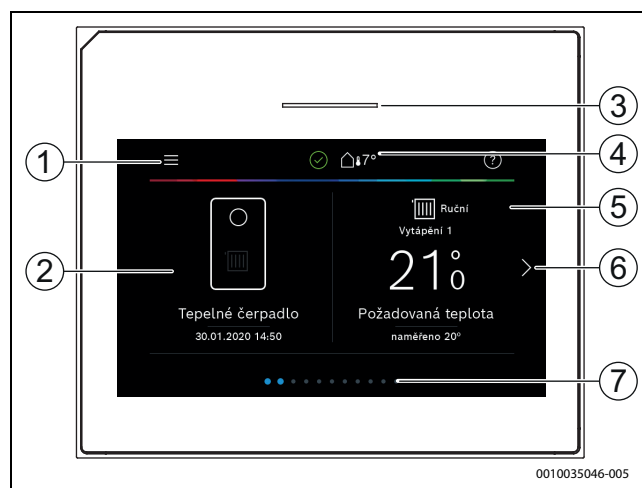 1
2
3
4
5
6
7
7°
?
Ruční
Vytápění 1
21°0
Tepelné čerpadlo
30.01.2020 14:50
Požadovaná teplota
naměřeno 20°
0010035046-005